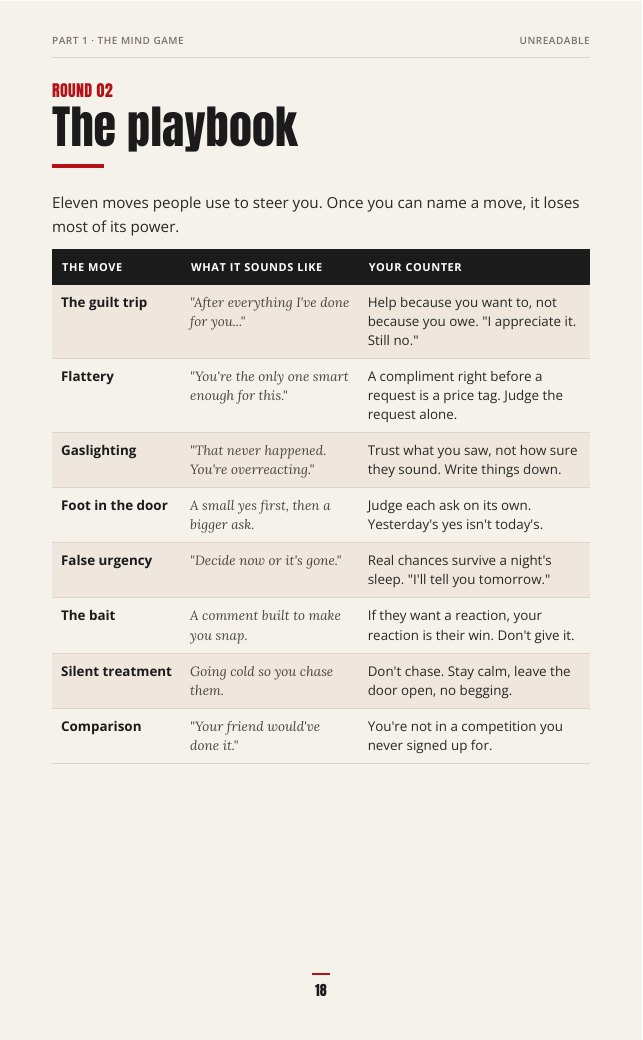 PART 1 · THE MIND GAME
UNREADABLE
ROUND 02
The playbook
Eleven moves people use to steer you. Once you can name a move, it loses
most of its power.
THE MOVE
WHAT IT SOUNDS LIKE
YOUR COUNTER
The guilt trip
"After everything I've done
for you..."
Help because you want to, not
because you owe. "I appreciate it.
Still no."
Flattery
"You're the only one smart
enough for this."
A compliment right before a
request is a price tag. Judge the
request alone.
Gaslighting
"That never happened.
You're overreacting."
Trust what you saw, not how sure
they sound. Write things down.
Foot in the door
A small yes first, then a
bigger ask.
Judge each ask on its own.
Yesterday's yes isn't today's.
False urgency
"Decide now or it's gone."
Real chances survive a night's
sleep. "I'll tell you tomorrow."
The bait
A comment built to make
you snap.
If they want a reaction, your
reaction is their win. Don't give it.
Silent treatment
Going cold so you chase
them.
Don't chase. Stay calm, leave the
door open, no begging.
Comparison
"Your friend would've
done it."
You're not in a competition you
never signed up for.
18